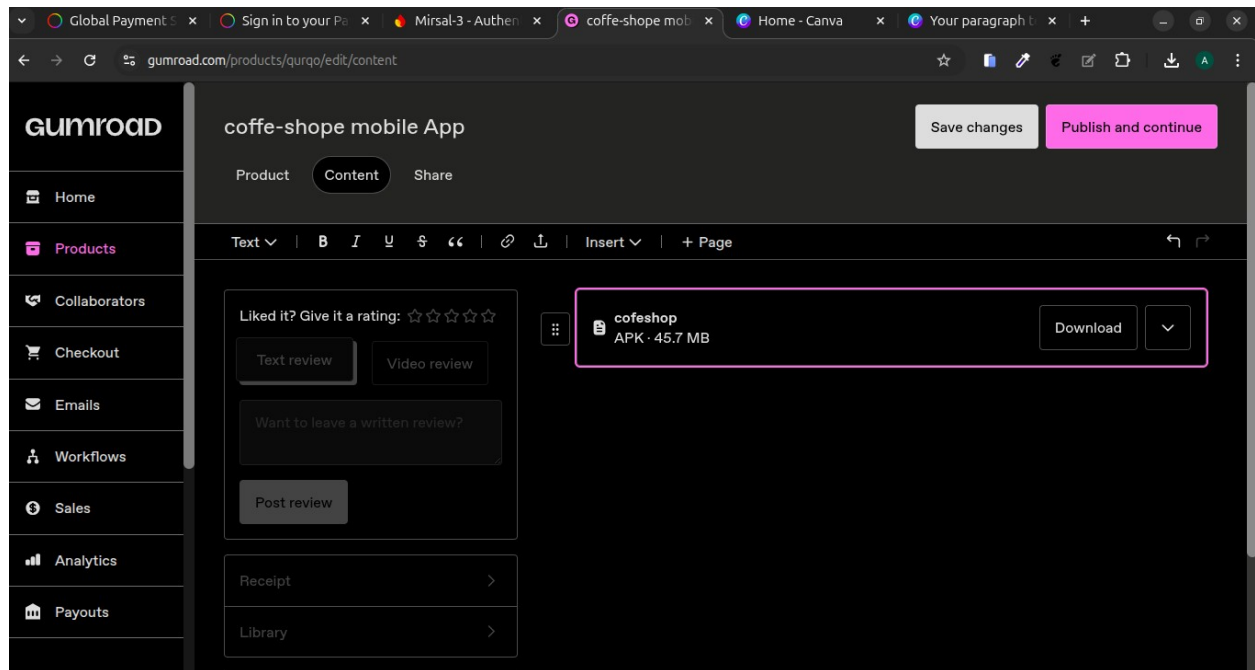 Global Payment S
Sign in to your Pa
Mirsal-3 - Authen
coffe-shope mob
Home - Canva
Your paragraph t
gumroad.com/products/qurqo/edit/content
A
GUMROAD
coffe-shope mobile App
Save changes
Publish and continue
Product
Content
Share
Home
Products
Collaborators
Checkout
Emails
Workflows
Sales
Analytics
Payouts
Text
B
I
U
S
Insert
+ Page
Liked it? Give it a rating:
Text review
Video review
Want to leave a written review?
Post review
Receipt
Library
cofeshop
APK · 45.7 MB
Download